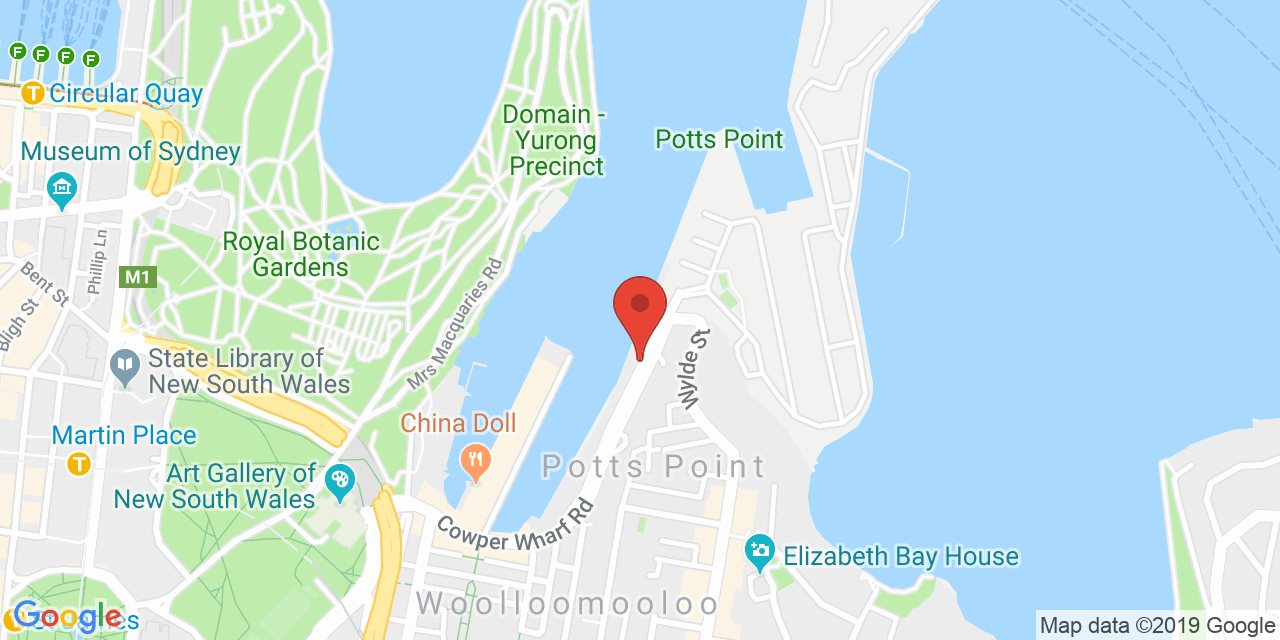 F F F F
T Circular Quay
Museum of Sydney
Domain -
Yurong
Precinct
Potts Point
Royal Botanic
Gardens
Phillip Ln
M1
Bent St
Bligh St
Mrs Macquaries Rd
State Library of
New South Wales
Wylde St
China Doll
Martin Place
T
Art Gallery of
New South Wales
Potts Point
Cowper Wharf Rd
Elizabeth Bay House
Woolloomooloo
Google
Map data ©2019 Google